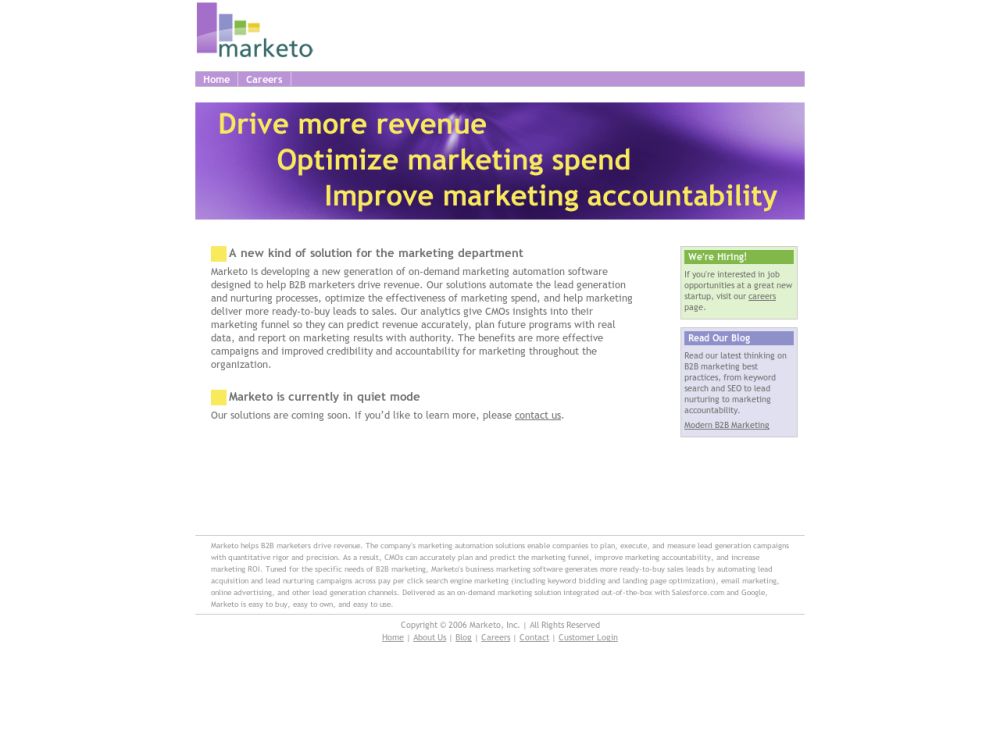 marketo
Home Careers
Drive more revenue
Optimize marketing spend
Improve marketing accountability
A new kind of solution for the marketing department
Marketo is developing a new generation of on-demand marketing automation software
designed to help B2B marketers drive revenue. Our solutions automate the lead generation
and nurturing processes, optimize the effectiveness of marketing spend, and help marketing
deliver more ready-to-buy leads to sales. Our analytics give CMOs insights into their
marketing funnel so they can predict revenue accurately, plan future programs with real
data, and report on marketing results with authority. The benefits are more effective
campaigns and improved credibility and accountability for marketing throughout the
organization.
Marketo is currently in quiet mode
Our solutions are coming soon. If you’d like to learn more, please contact us.
We're Hiring!
If you're interested in job
opportunities at a great new
startup, visit our careers
page.
Read Our Blog
Read our latest thinking on
B2B marketing best
practices, from keyword
search and SEO to lead
nurturing to marketing
accountability.
Modern B2B Marketing
Marketo helps B2B marketers drive revenue. The company's marketing automation solutions enable companies to plan, execute, and measure lead generation campaigns
with quantitative rigor and precision. As a result, CMOs can accurately plan and predict the marketing funnel, improve marketing accountability, and increase
marketing ROI. Tuned for the specific needs of B2B marketing, Marketo's business marketing software generates more ready-to-buy sales leads by automating lead
acquisition and lead nurturing campaigns across pay per click search engine marketing (including keyword bidding and landing page optimization), email marketing,
online advertising, and other lead generation channels. Delivered as an on-demand marketing solution integrated out-of-the-box with Salesforce.com and Google,
Marketo is easy to buy, easy to own, and easy to use.
Copyright © 2006 Marketo, Inc. | All Rights Reserved
Home | About Us | Blog | Careers | Contact | Customer Login